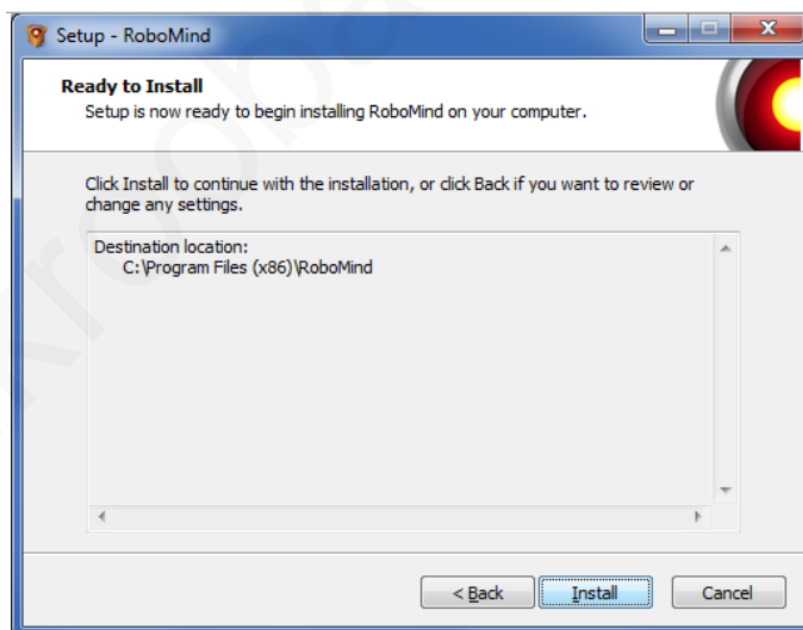 Setup - RoboMind
Ready to Install
Setup is now ready to begin installing RoboMind on your computer.
Click Install to continue with the installation, or click Back if you want to review or
change any settings.
Destination location:
C:\Program Files (x86)\RoboMind
< Back
Install
Cancel